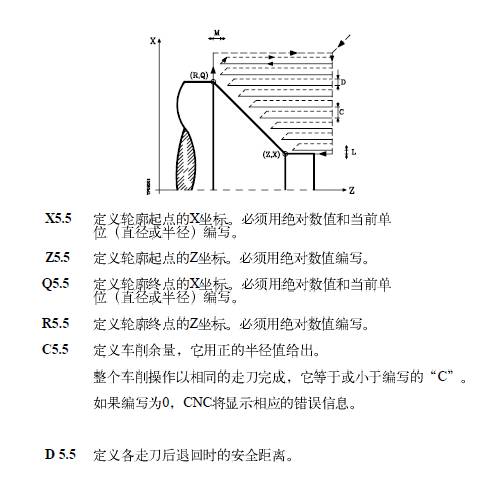 X
M
(R,Q)
D
C
(Z,X)
L
Z
X5.5 定义轮廓起点的X坐标。必须用绝对数值和当前单
位（直径或半径）编写。
Z5.5 定义轮廓起点的Z坐标。必须用绝对数值编写。
Q5.5 定义轮廓终点的X坐标。必须用绝对数值和当前单
位（直径或半径）编写。
R5.5 定义轮廓终点的Z坐标。必须用绝对数值编写。
C5.5 定义车削余量，它用正的半径值给出。
整个车削操作以相同的走刀完成，它等于或小于编写的“C”。
如果编写为0，CNC将显示相应的错误信息。
D 5.5 定义各走刀后退回时的安全距离。